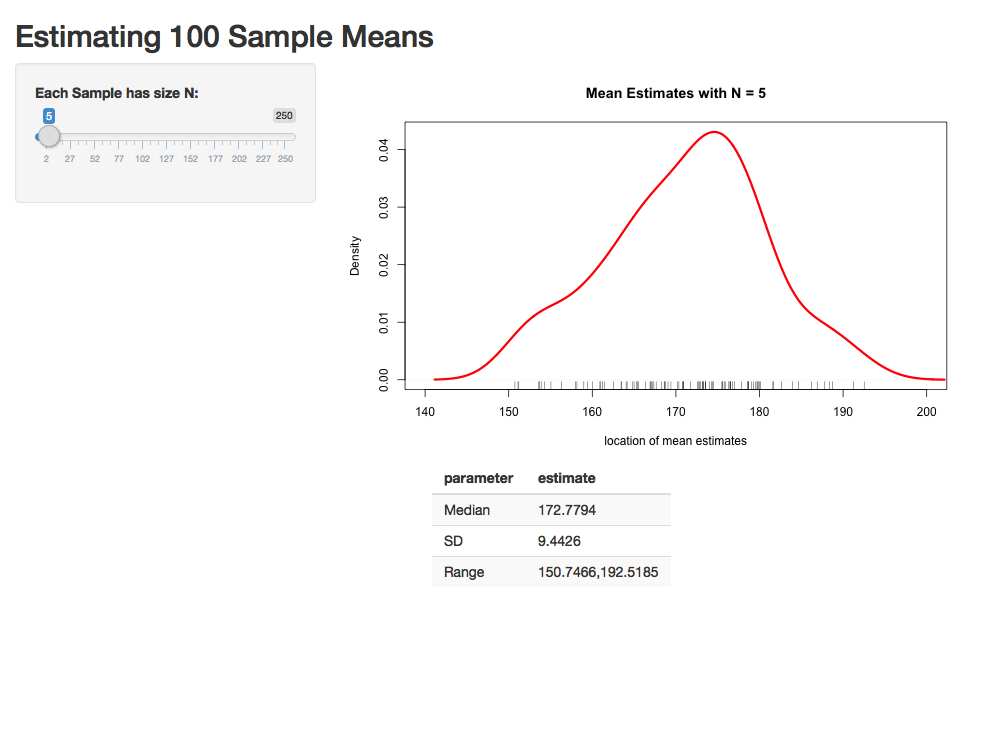 Estimating 100 Sample Means
Each Sample has size N:
5 250
2 27 52 77 102 127 152 177 202 227 250
Mean Estimates with N = 5
Density
0.04
0.03
0.02
0.01
0.00
140 150 160 170 180 190 200
location of mean estimates
parameter estimate
Median 172.7794
SD 9.4426
Range 150.7466,192.5185